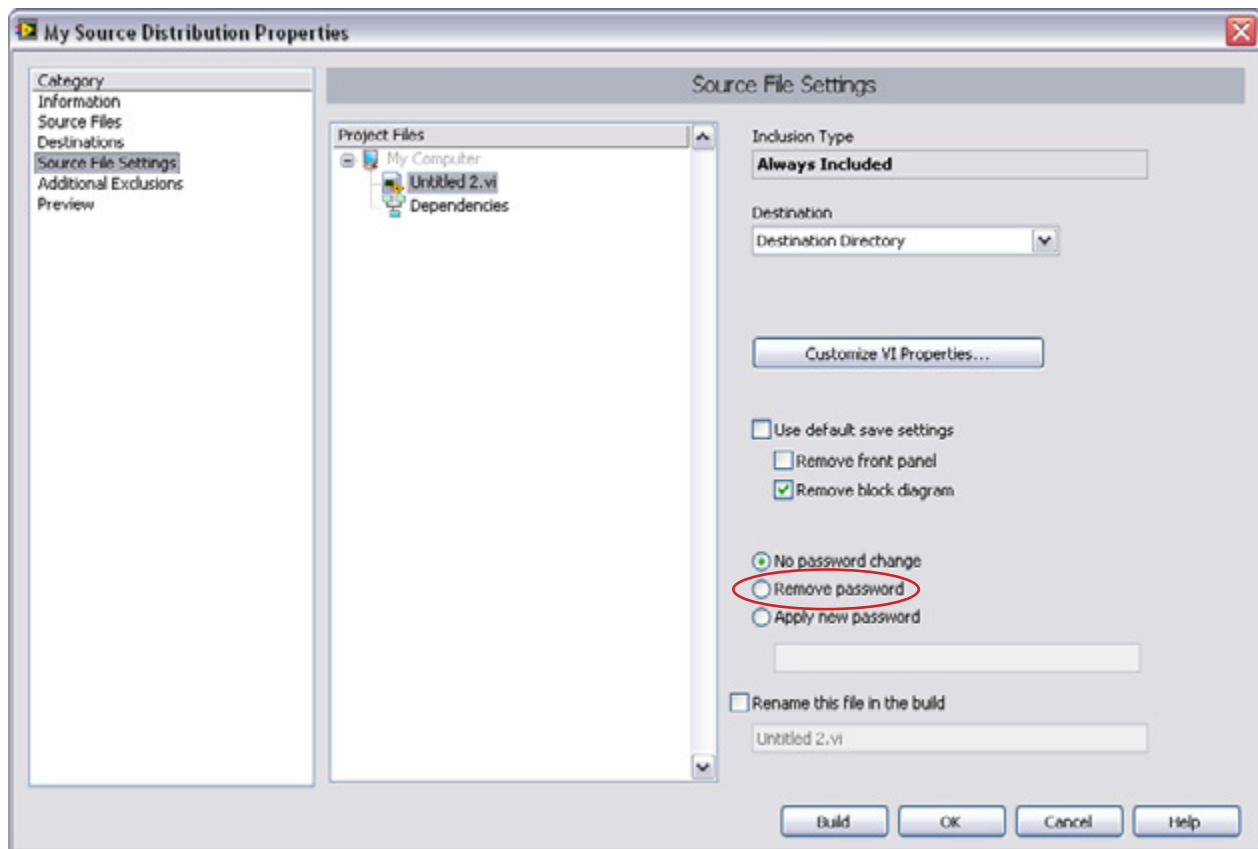 My Source Distribution Properties
Category
Information
Source Files
Destinations
Source File Settings
Additional Exclusions
Preview
Source File Settings
Project Files
My Computer
Untitled 2.vi
Dependencies
Inclusion Type
Always Included
Destination
Destination Directory
Customize VI Properties...
Use default save settings
Remove front panel
Remove block diagram
No password change
Remove password
Apply new password
Rename this file in the build
Untitled 2.vi
Build OK Cancel Help